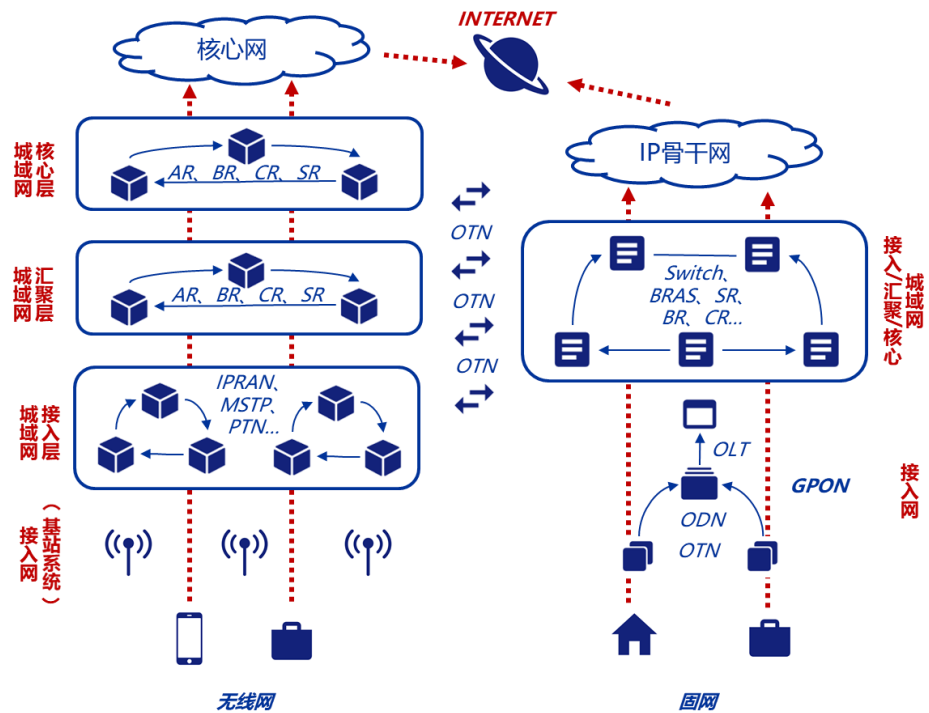 INTERNET
核心网
IP骨干网
城域网
核心层
AR、BR、CR、SR
OTN
城域网
汇聚层
AR、BR、CR、SR
OTN
Switch、
BRAS、SR、
BR、CR...
接入/汇聚/核心
城域网
城域网
接入层
IPRAN、
MSTP、
PTN...
OTN
OLT
GPON
接入网
ODN
OTN
接入网
（基站系统）
无线网
固网